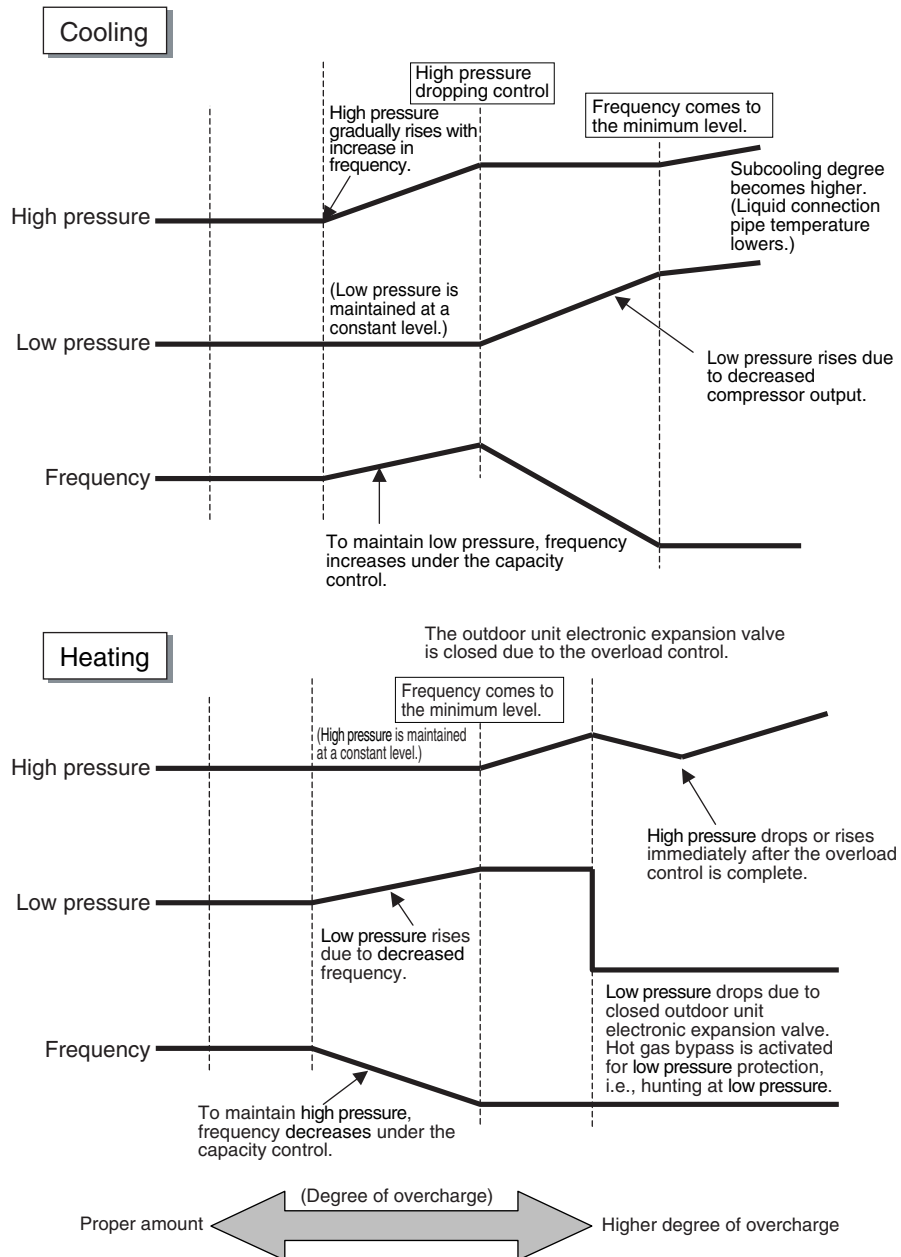 Cooling
High pressure
dropping control
Frequency comes to
the minimum level.
High pressure
gradually rises with
increase in
frequency.
Subcooling degree
becomes higher.
(Liquid connection
pipe temperature
lowers.)
High pressure
(Low pressure is
maintained at a
constant level.)
Low pressure
Low pressure rises due
to decreased
compressor output.
Frequency
To maintain low pressure, frequency
increases under the capacity
control.
Heating
The outdoor unit electronic expansion valve
is closed due to the overload control.
Frequency comes to
the minimum level.
(High pressure is maintained
at a constant level.)
High pressure
High pressure drops or rises
immediately after the overload
control is complete.
Low pressure
Low pressure rises
due to decreased
frequency.
Low pressure drops due to
closed outdoor unit
electronic expansion valve.
Hot gas bypass is activated
for low pressure protection,
i.e., hunting at low pressure.
Frequency
To maintain high pressure,
frequency decreases under the
capacity control.
(Degree of overcharge)
Proper amount
Higher degree of overcharge